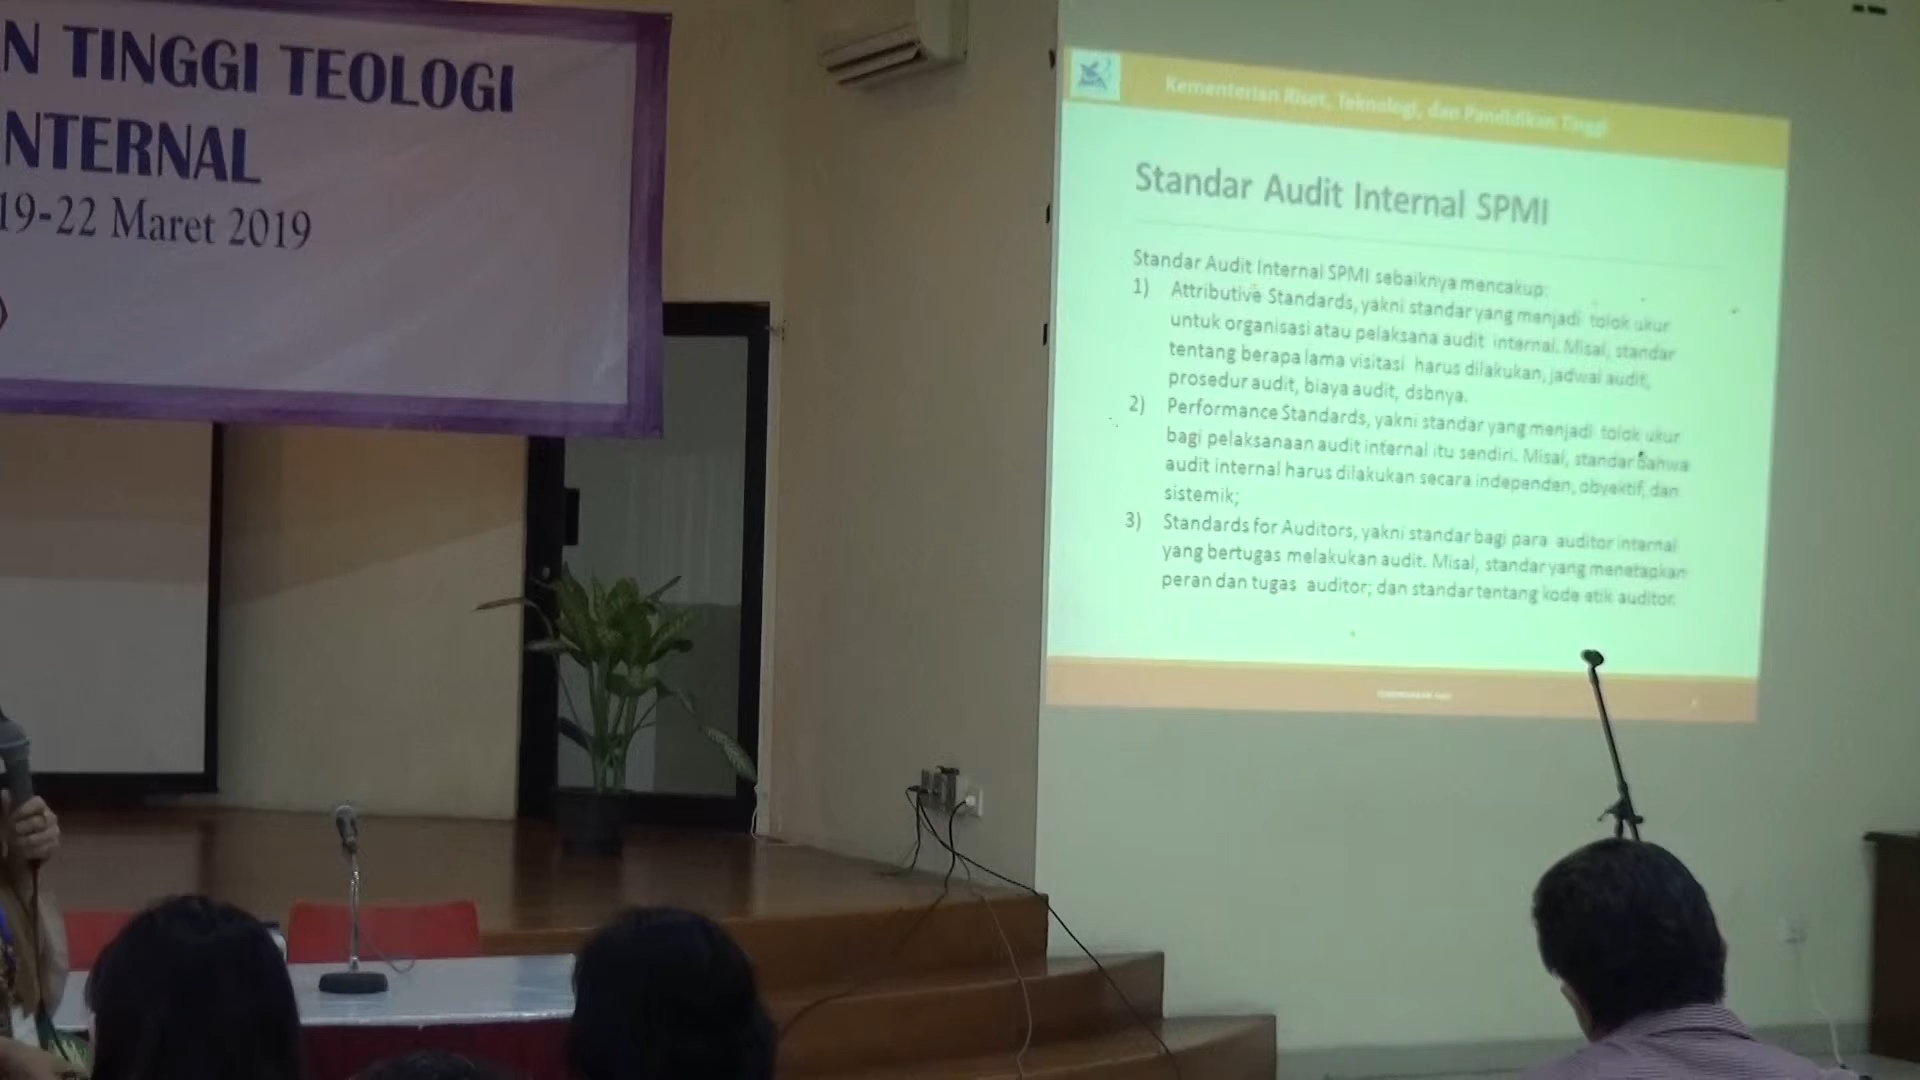 N TINGGI TEOLOGI
NTERNAL
19-22 Maret 2019
Kementerian Riset, Teknologi, dan Pendidikan Tinggi
Standar Audit Internal SPMI
Standar Audit Internal SPMI sebaiknya mencakup:
1) Attributive Standards, yakni standar yang menjadi tolok ukur
untuk organisasi atau pelaksana audit internal. Misal, standar
tentang berapa lama visitasi harus dilakukan, jadwal audit,
prosedur audit, biaya audit, dsbnya.
2) Performance Standards, yakni standar yang menjadi tolok ukur
bagi pelaksanaan audit internal itu sendiri. Misal, standar bahwa
audit internal harus dilakukan secara independen, obyektif, dan
sistemik;
3) Standards for Auditors, yakni standar bagi para auditor internal
yang bertugas melakukan audit. Misal, standar yang menetapkan
peran dan tugas auditor; dan standar tentang kode etik auditor.